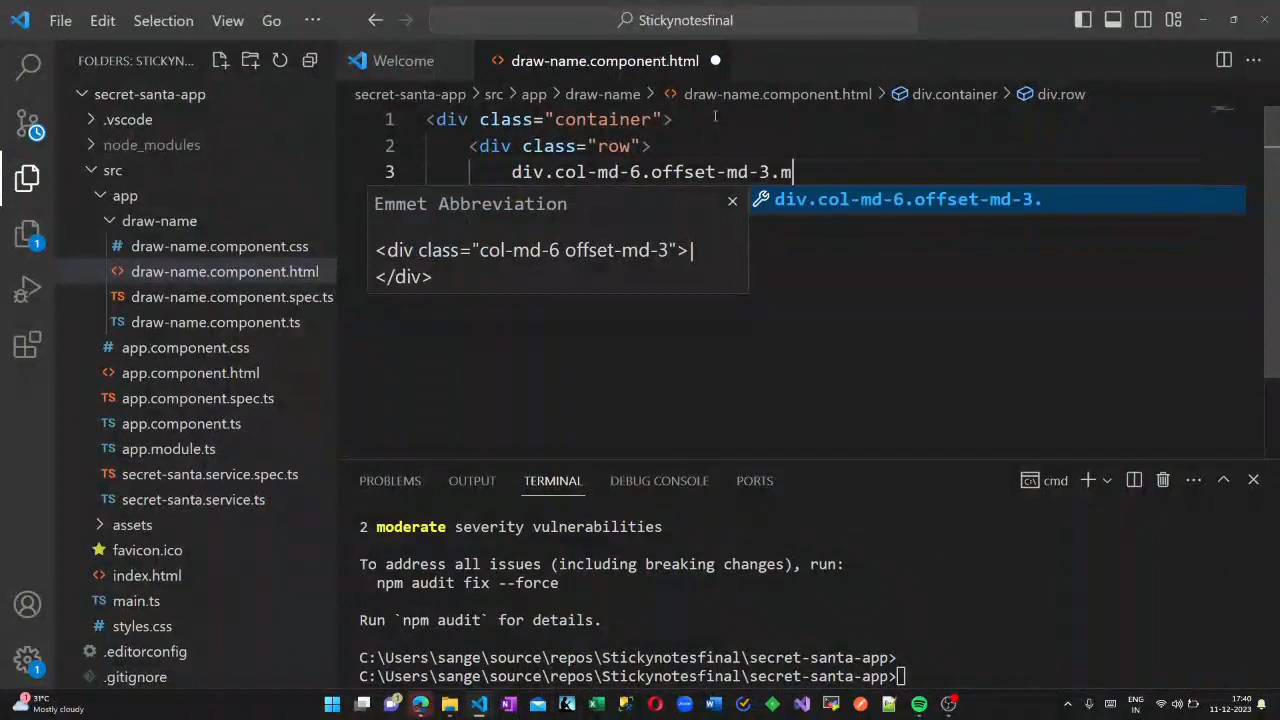 File Edit Selection View Go ··· Stickynotesfinal
FOLDERS: STICKYN...
Welcome
draw-name.component.html
secret-santa-app > src > app > draw-name > draw-name.component.html > div.container > div.row
secret-santa-app
.vscode
node_modules
src
app
draw-name
draw-name.component.css
draw-name.component.html
draw-name.component.spec.ts
draw-name.component.ts
app.component.css
app.component.html
app.component.spec.ts
app.component.ts
app.module.ts
secret-santa.service.spec.ts
secret-santa.service.ts
assets
favicon.ico
index.html
main.ts
styles.css
.editorconfig
.gitignore
1
1
1 <div class="container">
2 <div class="row">
3 div.col-md-6.offset-md-3.m
Emmet Abbreviation
<div class="col-md-6 offset-md-3">|
</div>
div.col-md-6.offset-md-3.
PROBLEMS OUTPUT TERMINAL DEBUG CONSOLE PORTS
cmd
2 moderate severity vulnerabilities
To address all issues (including breaking changes), run:
npm audit fix --force
Run `npm audit` for details.
C:\Users\sange\source\repos\Stickynotesfinal\secret-santa-app>
C:\Users\sange\source\repos\Stickynotesfinal\secret-santa-app>
1
31°C
Mostly cloudy
ENG
IN
17:40
11-12-2023